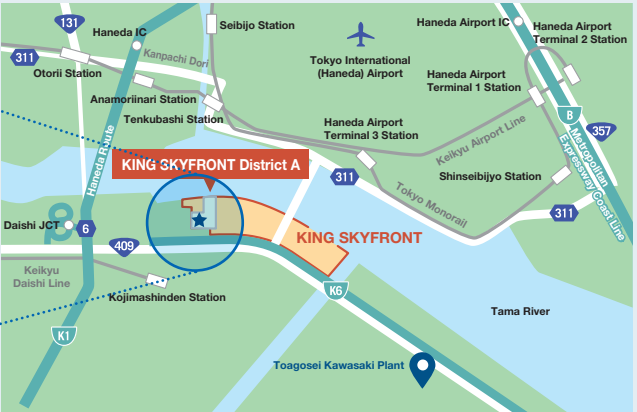 131
311
Otorii Station
Haneda IC
Kanpachi Dori
Seibijo Station
Anamoriinari Station
Tenkubashi Station
Tokyo International
(Haneda) Airport
Haneda Airport IC
Haneda Airport
Terminal 2 Station
Haneda Airport
Terminal 1 Station
Haneda Airport
Terminal 3 Station
Keikyu Airport Line
B
357
Metropolitan
Expressway Coast Line
Shinseibijyo Station
Tokyo Monorail
311
311
Haneda Route
KING SKYFRONT District A
KING SKYFRONT
Daishi JCT
6
409
Keikyu
Daishi Line
Kojimashinden Station
K6
K1
Tama River
Toagosei Kawasaki Plant